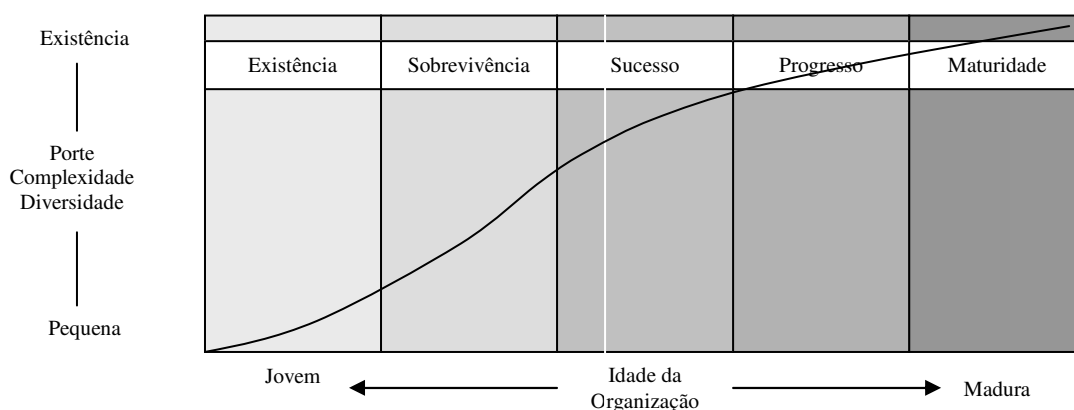 Existência
Existência Sobrevivência Sucesso Progresso Maturidade
Porte
Complexidade
Diversidade
Pequena
Jovem
Idade da
Organização
Madura